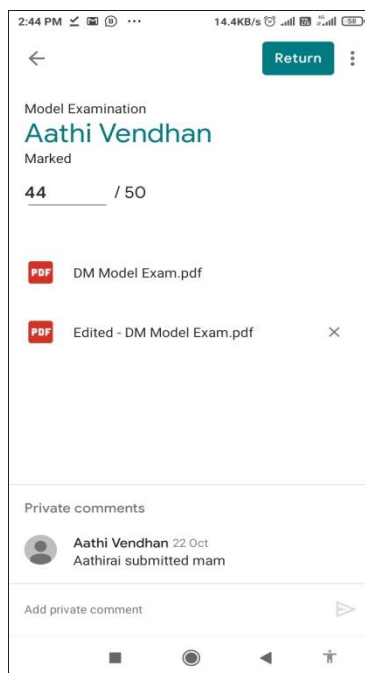 2:44 PM ... 14.4KB/s 58
Return
Model Examination
Aathi Vendhan
Marked
44 / 50
PDF DM Model Exam.pdf
PDF Edited - DM Model Exam.pdf
Private comments
Aathi Vendhan 22 Oct
Aathirai submitted mam
Add private comment